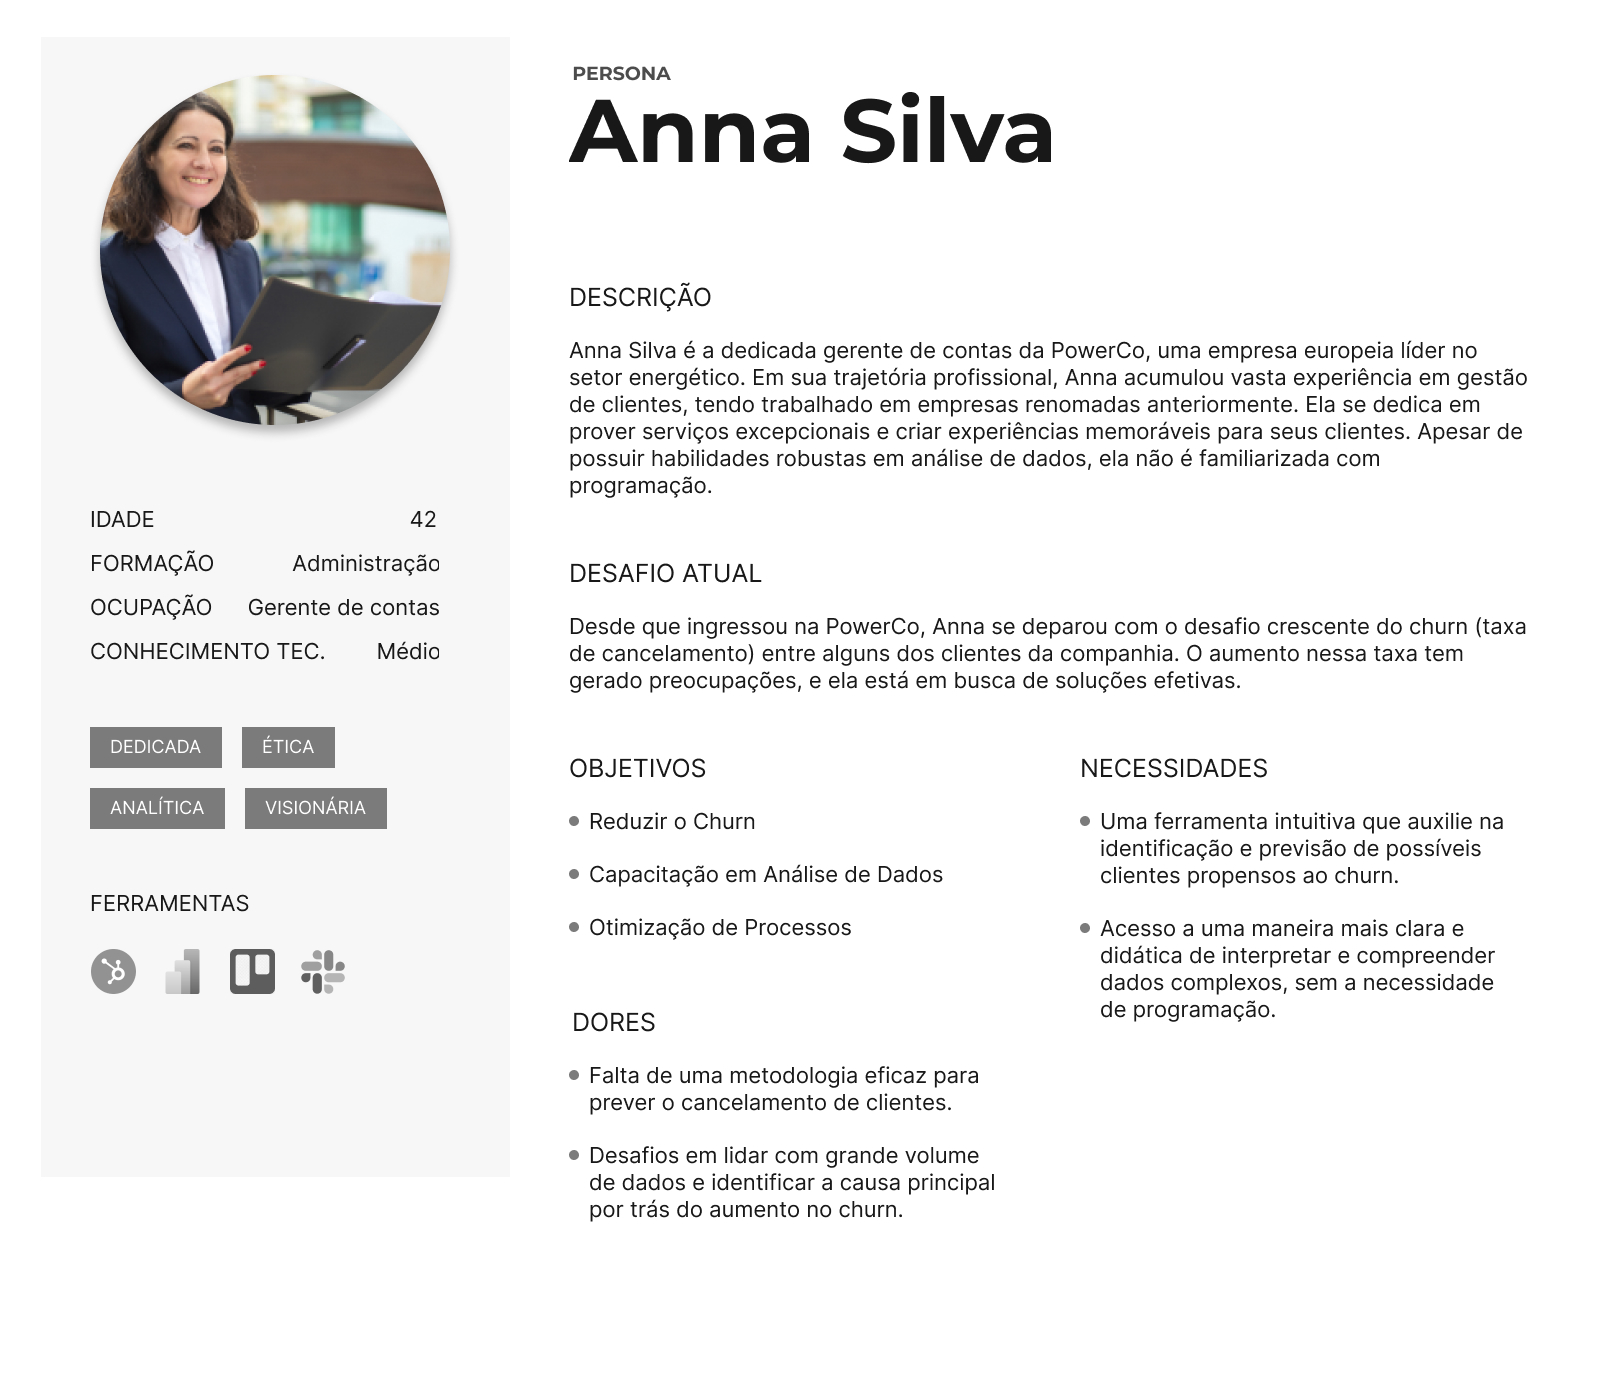 PERSONA
Anna Silva
IDADE 42
FORMAÇÃO Administração
OCUPAÇÃO Gerente de contas
CONHECIMENTO TEC. Médio
DEDICADA ÉTICA
ANALÍTICA VISIONÁRIA
FERRAMENTAS
DESCRIÇÃO
Anna Silva é a dedicada gerente de contas da PowerCo, uma empresa europeia líder no
setor energético. Em sua trajetória profissional, Anna acumulou vasta experiência em gestão
de clientes, tendo trabalhado em empresas renomadas anteriormente. Ela se dedica em
prover serviços excepcionais e criar experiências memoráveis para seus clientes. Apesar de
possuir habilidades robustas em análise de dados, ela não é familiarizada com
programação.
DESAFIO ATUAL
Desde que ingressou na PowerCo, Anna se deparou com o desafio crescente do churn (taxa
de cancelamento) entre alguns dos clientes da companhia. O aumento nessa taxa tem
gerado preocupações, e ela está em busca de soluções efetivas.
OBJETIVOS
Reduzir o Churn
Capacitação em Análise de Dados
Otimização de Processos
DORES
Falta de uma metodologia eficaz para
prever o cancelamento de clientes.
Desafios em lidar com grande volume
de dados e identificar a causa principal
por trás do aumento no churn.
NECESSIDADES
Uma ferramenta intuitiva que auxilie na
identificação e previsão de possíveis
clientes propensos ao churn.
Acesso a uma maneira mais clara e
didática de interpretar e compreender
dados complexos, sem a necessidade
de programação.